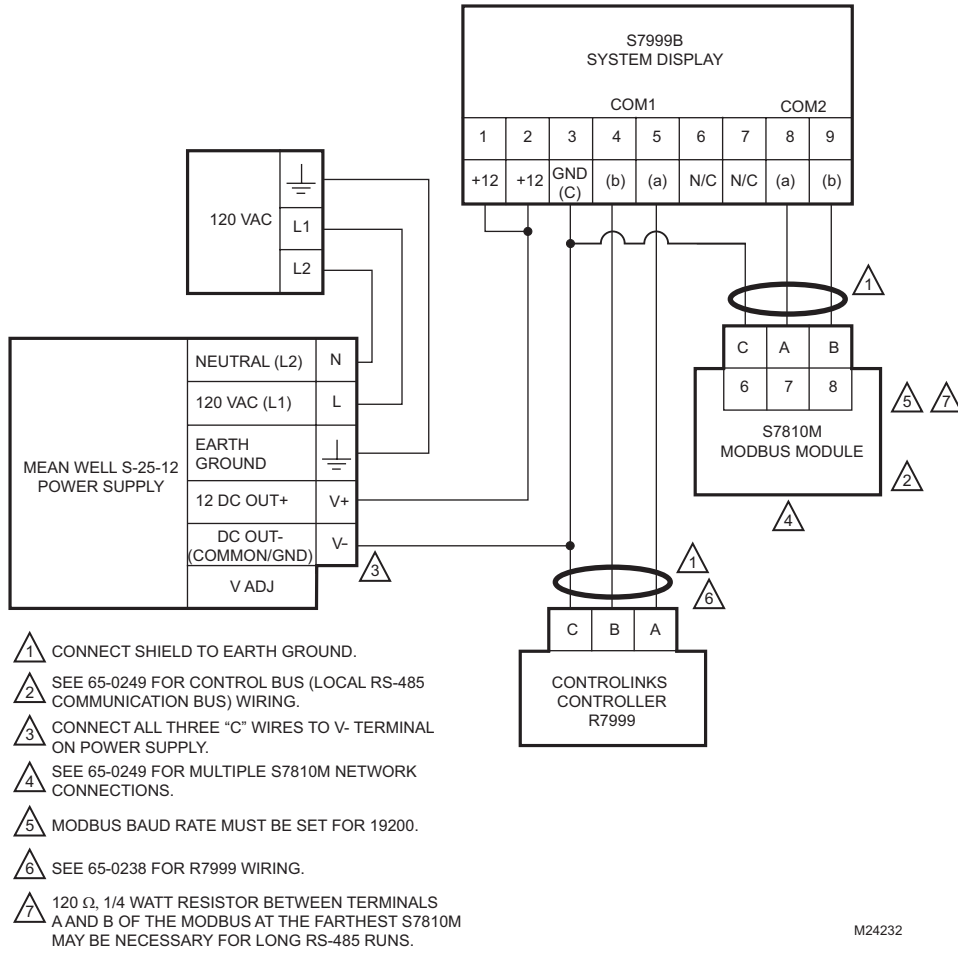 S7999B
SYSTEM DISPLAY
COM1 COM2
1 2 3 4 5 6 7 8 9
+12 +12 GND (C) (b) (a) N/C N/C (a) (b)
120 VAC
L1
L2
1
C A B
6 7 8
S7810M
MODBUS MODULE
5 7
2
4
MEAN WELL S-25-12
POWER SUPPLY
NEUTRAL (L2) N
120 VAC (L1) L
EARTH
GROUND
12 DC OUT+ V+
DC OUT-
(COMMON/GND) V-
V ADJ
3
1
6
C B A
CONTROLINKS
CONTROLLER
R7999
1 CONNECT SHIELD TO EARTH GROUND.
2 SEE 65-0249 FOR CONTROL BUS (LOCAL RS-485
COMMUNICATION BUS) WIRING.
3 CONNECT ALL THREE “C” WIRES TO V- TERMINAL
ON POWER SUPPLY.
4 SEE 65-0249 FOR MULTIPLE S7810M NETWORK
CONNECTIONS.
5 MODBUS BAUD RATE MUST BE SET FOR 19200.
6 SEE 65-0238 FOR R7999 WIRING.
7 120 Ω, 1/4 WATT RESISTOR BETWEEN TERMINALS
A AND B OF THE MODBUS AT THE FARTHEST S7810M
MAY BE NECESSARY FOR LONG RS-485 RUNS.
M24232